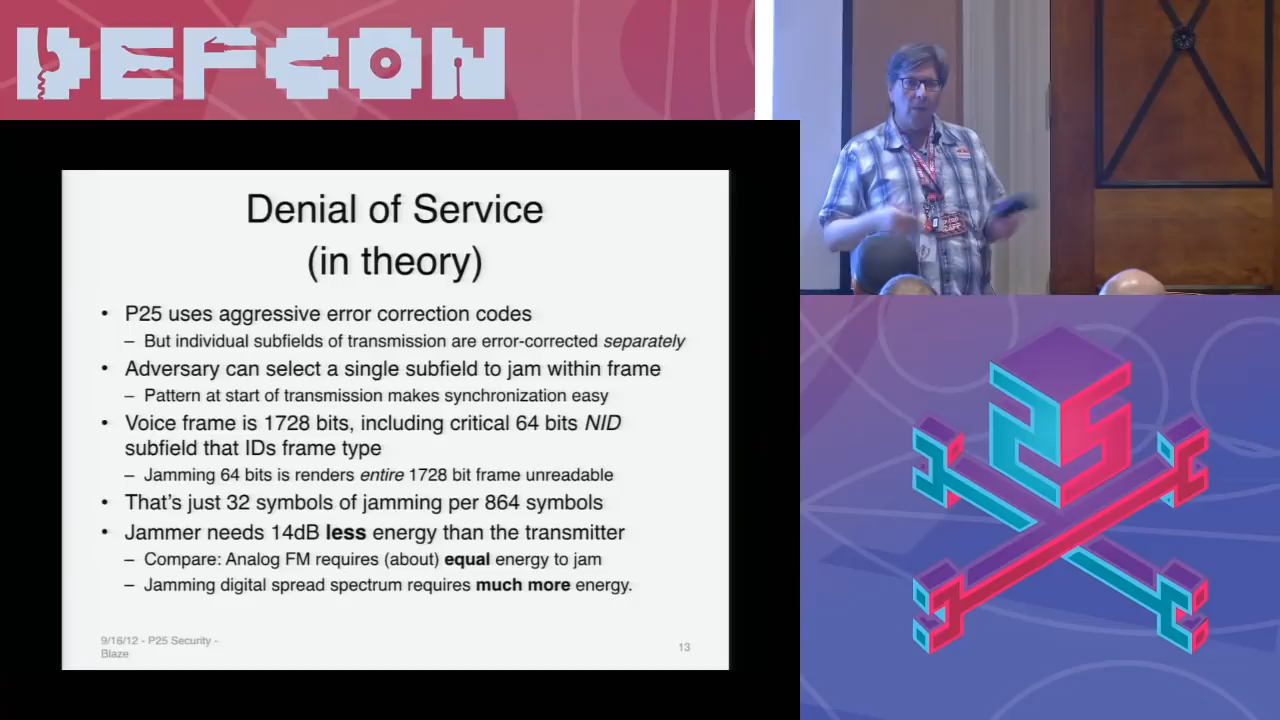 DEFCON
Denial of Service
(in theory)
• P25 uses aggressive error correction codes
– But individual subfields of transmission are error-corrected separately
• Adversary can select a single subfield to jam within frame
– Pattern at start of transmission makes synchronization easy
• Voice frame is 1728 bits, including critical 64 bits NID
subfield that IDs frame type
– Jamming 64 bits is renders entire 1728 bit frame unreadable
• That's just 32 symbols of jamming per 864 symbols
• Jammer needs 14dB less energy than the transmitter
– Compare: Analog FM requires (about) equal energy to jam
– Jamming digital spread spectrum requires much more energy.
9/16/12 - P25 Security -
Blaze
13
25